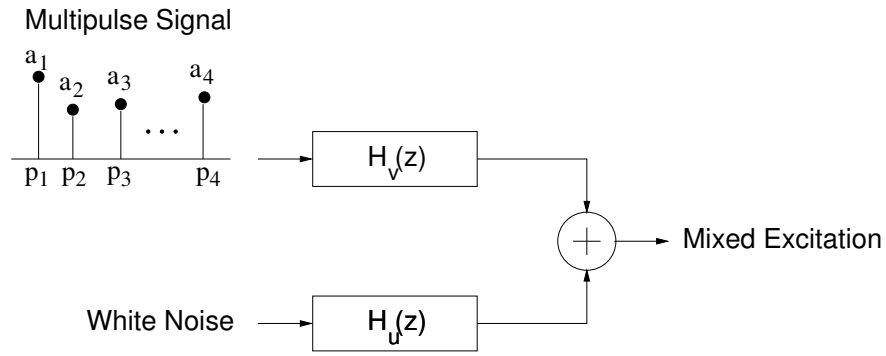 Multipulse Signal
a1 a2 a3 a4
. . .
p1 p2 p3 p4
Hv(z)
+
Mixed Excitation
White Noise
Hu(z)